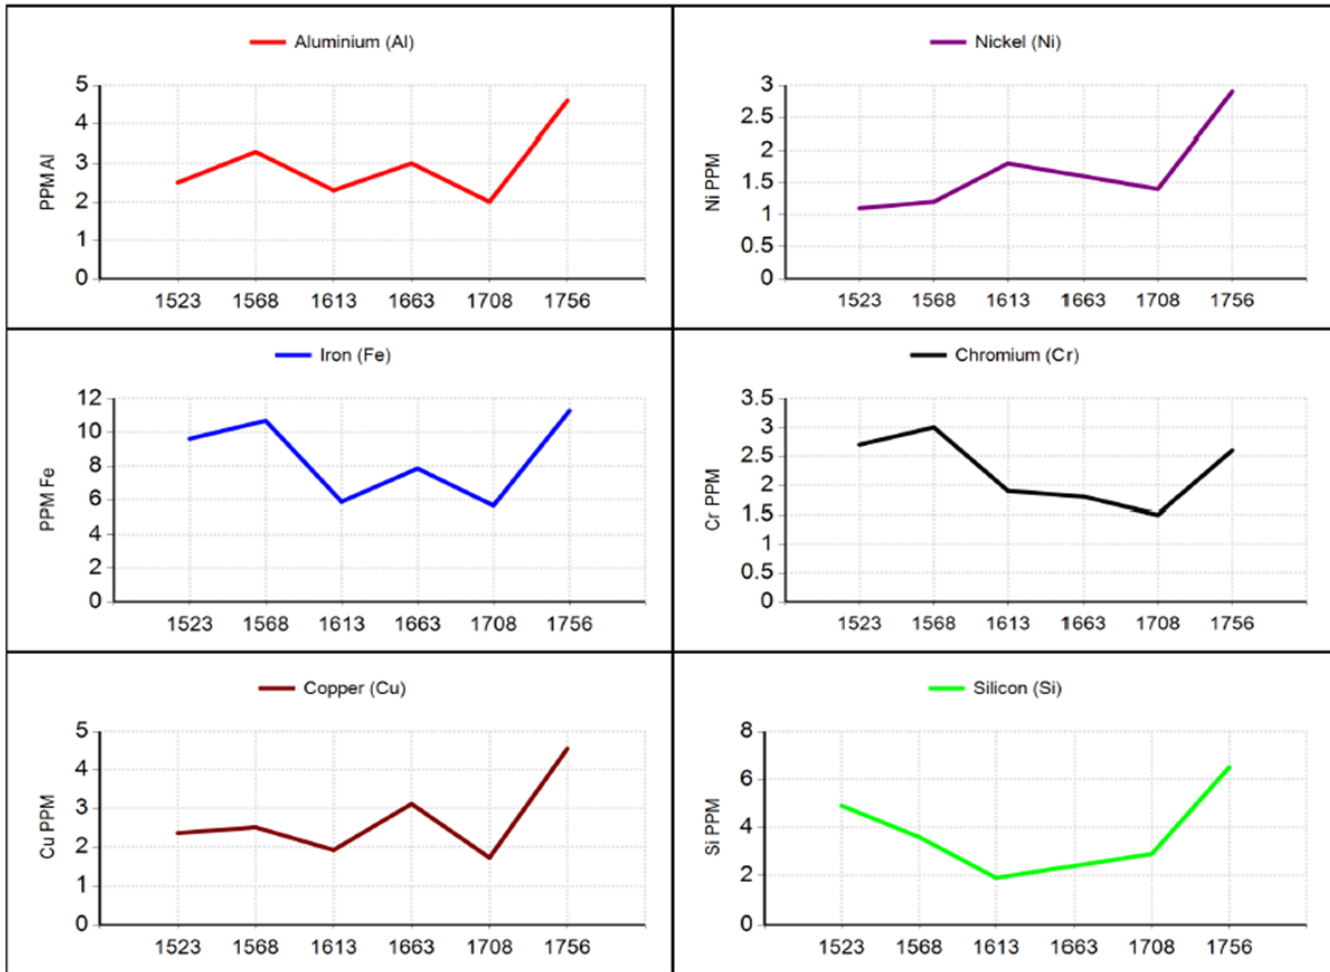 Aluminium (Al)
PPM Al
5
4
3
2
1
0
1523 1568 1613 1663 1708 1756
Nickel (Ni)
Ni PPM
3
2.5
2
1.5
1
0.5
0
1523 1568 1613 1663 1708 1756
Iron (Fe)
PPM Fe
12
10
8
6
4
2
0
1523 1568 1613 1663 1708 1756
Chromium (Cr)
Cr PPM
3.5
3
2.5
2
1.5
1
0.5
0
1523 1568 1613 1663 1708 1756
Copper (Cu)
Cu PPM
5
4
3
2
1
0
1523 1568 1613 1663 1708 1756
Silicon (Si)
Si PPM
8
6
4
2
0
1523 1568 1613 1663 1708 1756